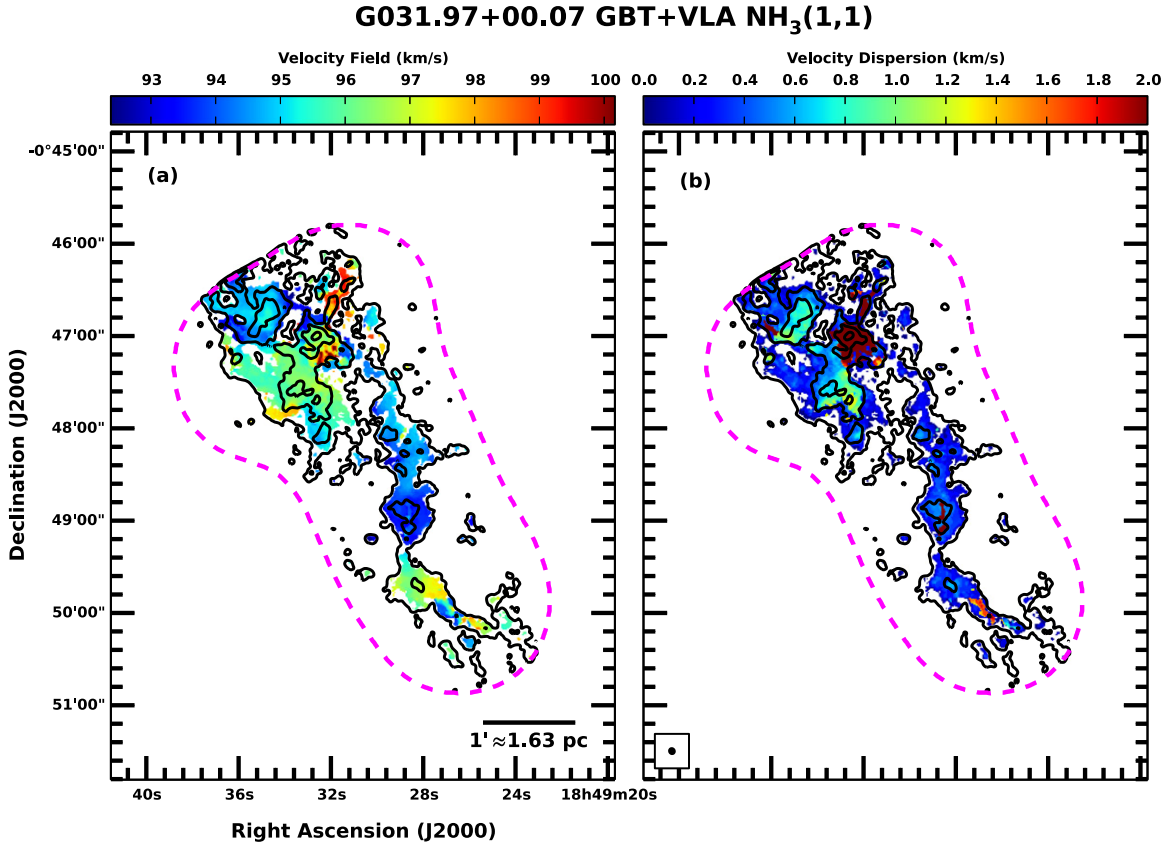 G031.97+00.07 GBT+VLA NH3(1,1)
Velocity Field (km/s)
93 94 95 96 97 98 99 100
Velocity Dispersion (km/s)
0.0 0.2 0.4 0.6 0.8 1.0 1.2 1.4 1.6 1.8 2.0
(a)
(b)
-0°45'00"
46'00"
47'00"
48'00"
49'00"
50'00"
51'00"
Declination (J2000)
1' ≈1.63 pc
40s 36s 32s 28s 24s 18h49m20s
Right Ascension (J2000)